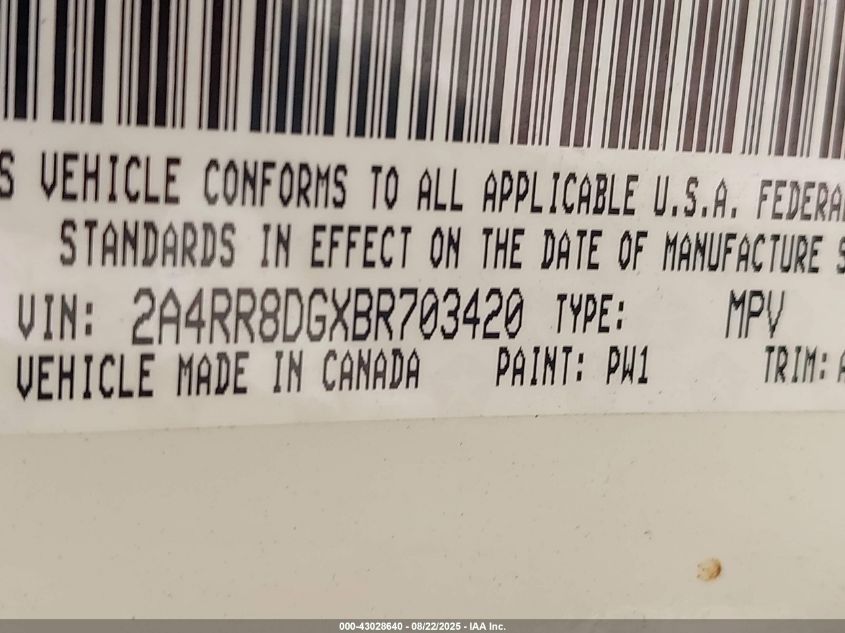 S VEHICLE CONFORMS TO ALL APPLICABLE U.S.A. FEDERA
STANDARDS IN EFFECT ON THE DATE OF MANUFACTURE S
VIN: 2A4RR8DGXBR703420 TYPE: MPV
VEHICLE MADE IN CANADA PAINT: PW1 TRIM: A
000-43028640 - 08/22/2025 - IAA Inc.